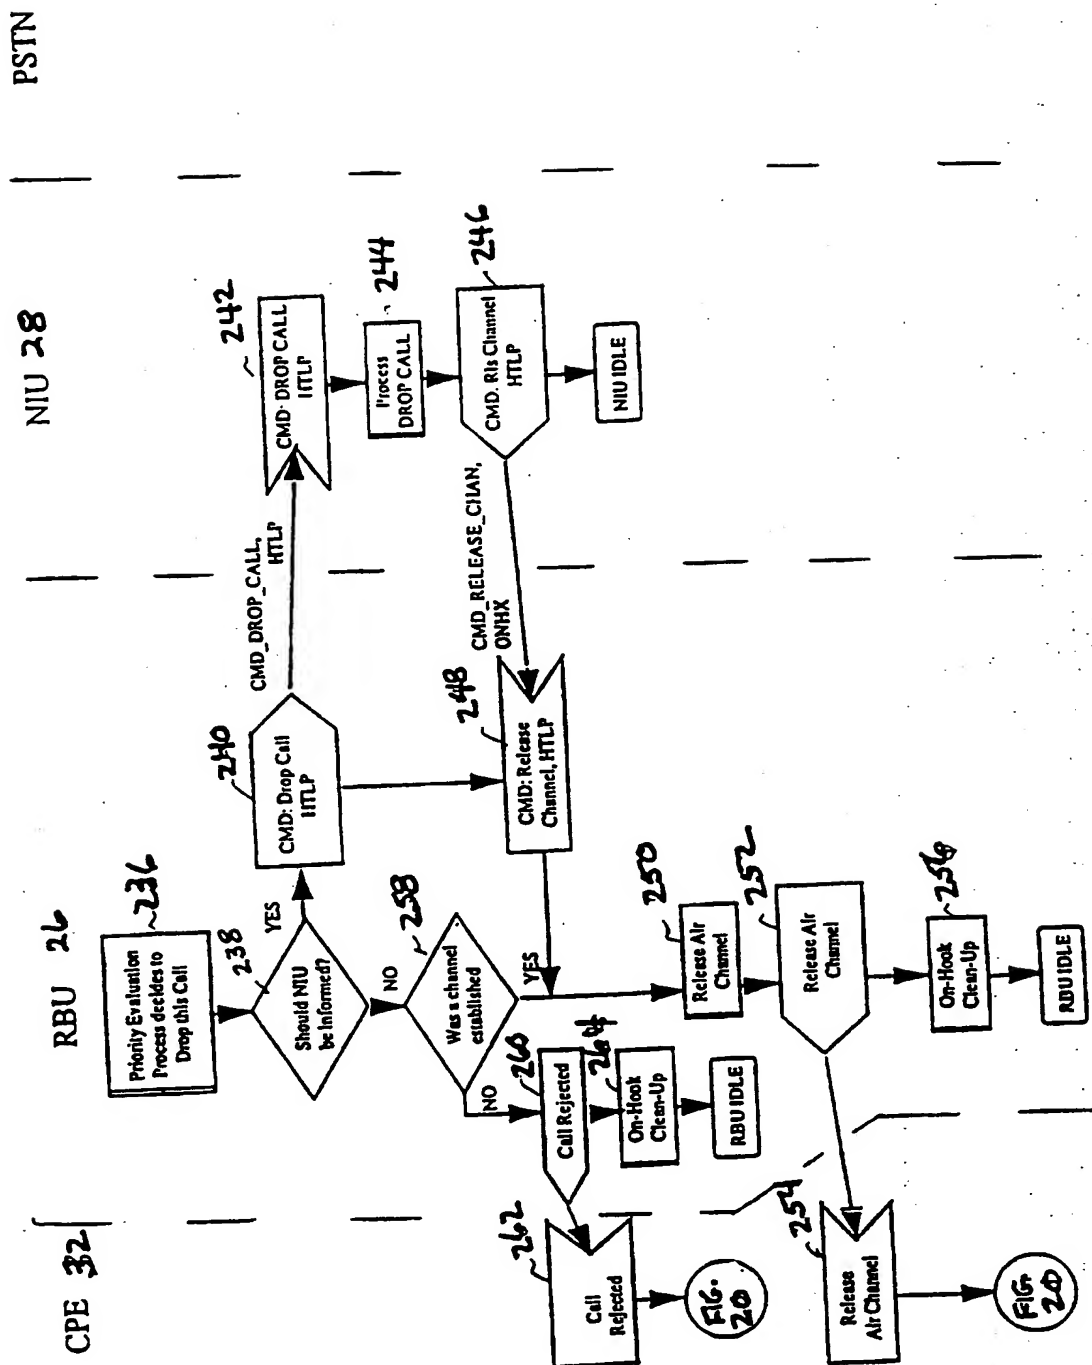 CPE 32
RBU 26
NIU 28
PSTN
Priority Evaluation
Process decides to
Drop this Call
236
238
Should NIU
be Informed?
YES
NO
240
CMD: Drop Call
HTLP
CMD_DROP_CALL,
HTLP
242
CMD: DROP CALL
HTLP
244
Process
DROP CALL
246
CMD. Rls Channel
HTLP
NIU IDLE
CMD_RELEASE_CHAN,
ONHX
248
CMD: Release
Channel, HTLP
258
Was a channel
established
YES
NO
250
Release Air
Channel
252
Release Air
Channel
256
On-Hook
Clean-Up
RBU IDLE
260
Call Rejected
264
On-Hook
Clean-Up
RBU IDLE
262
Call
Rejected
FIG.
20
254
Release
Air Channel
FIG.
20